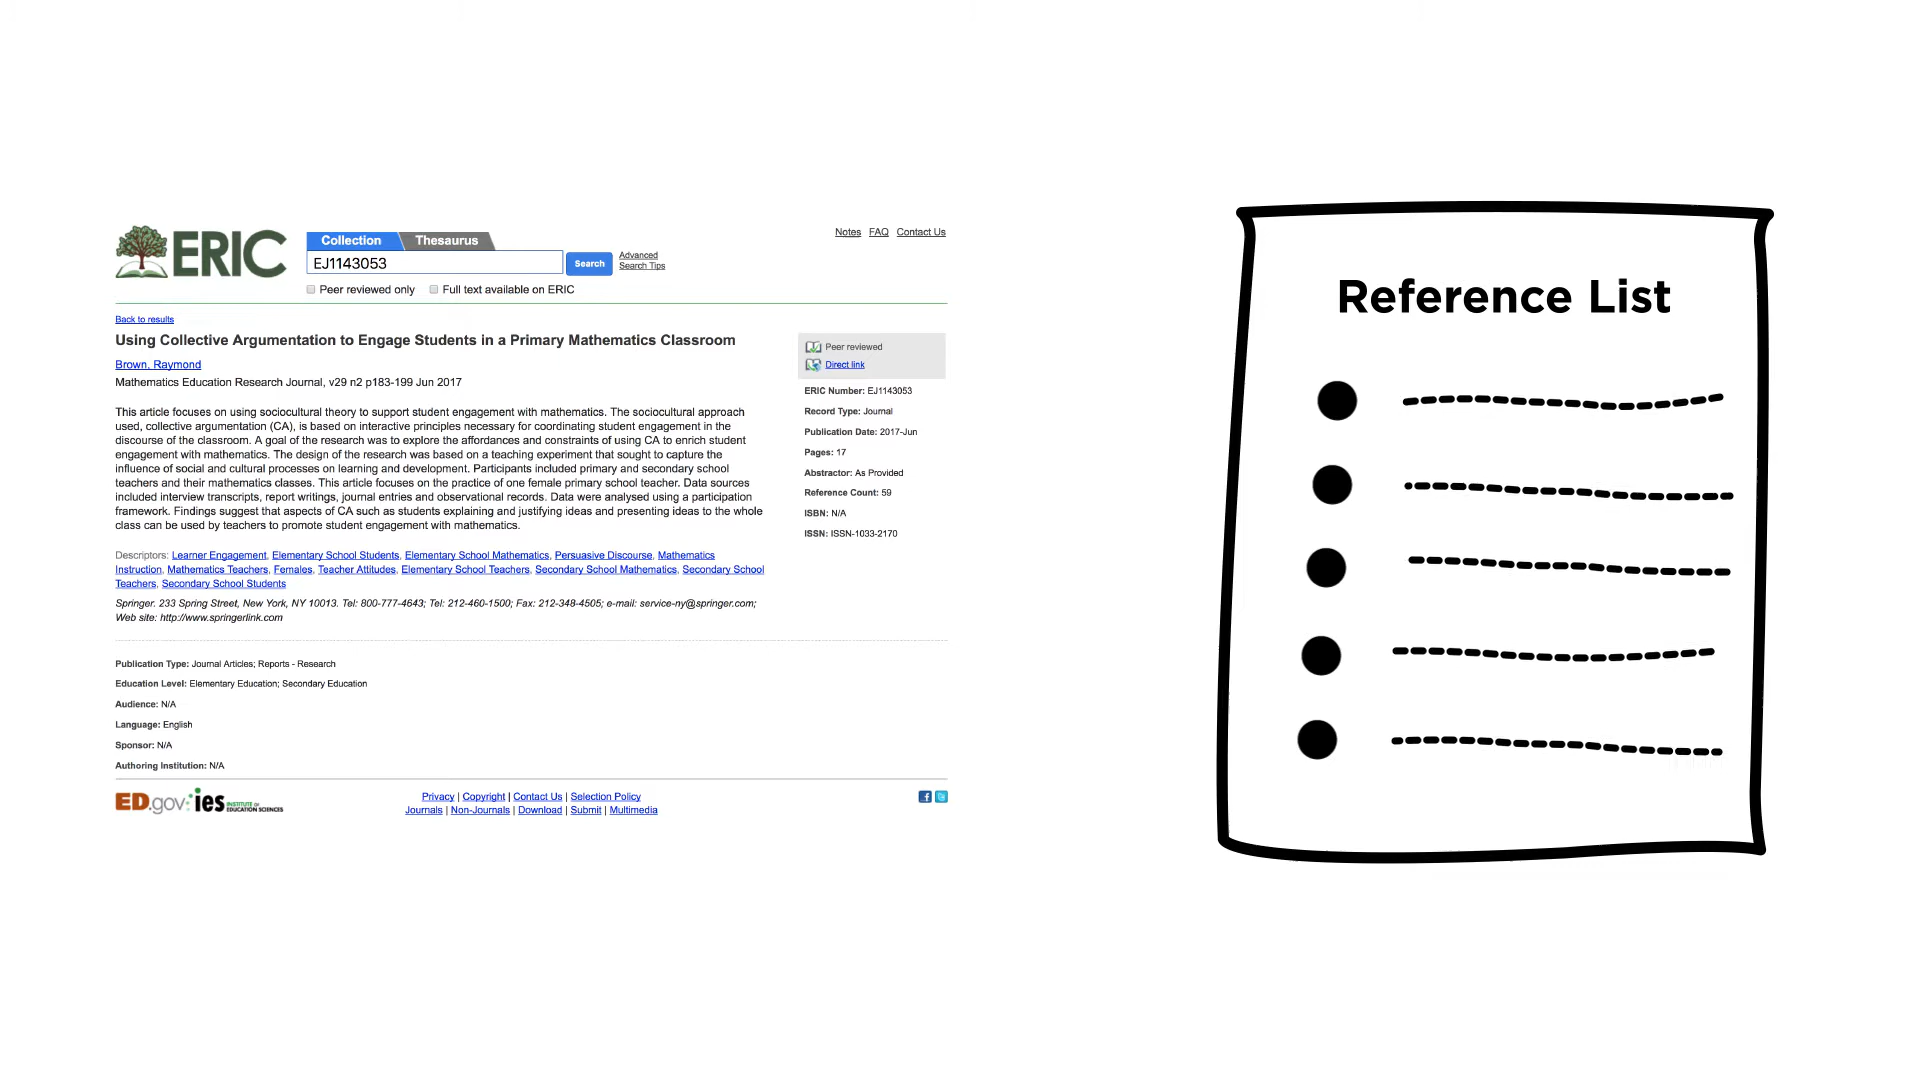 ERIC
Collection
Thesaurus
EJ1143053
Search
Advanced
Search Tips
Peer reviewed only
Full text available on ERIC
Notes FAQ Contact Us
Back to results
Using Collective Argumentation to Engage Students in a Primary Mathematics Classroom
Brown, Raymond
Mathematics Education Research Journal, v29 n2 p183-199 Jun 2017
This article focuses on using sociocultural theory to support student engagement with mathematics. The sociocultural approach
used, collective argumentation (CA), is based on interactive principles necessary for coordinating student engagement in the
discourse of the classroom. A goal of the research was to explore the affordances and constraints of using CA to enrich student
engagement with mathematics. The design of the research was based on a teaching experiment that sought to capture the
influence of social and cultural processes on learning and development. Participants included primary and secondary school
teachers and their mathematics classes. This article focuses on the practice of one female primary school teacher. Data sources
included interview transcripts, report writings, journal entries and observational records. Data were analysed using a participation
framework. Findings suggest that aspects of CA such as students explaining and justifying ideas and presenting ideas to the whole
class can be used by teachers to promote student engagement with mathematics.
Descriptors: Learner Engagement, Elementary School Students, Elementary School Mathematics, Persuasive Discourse, Mathematics
Instruction, Mathematics Teachers, Females, Teacher Attitudes, Elementary School Teachers, Secondary School Mathematics, Secondary School
Teachers, Secondary School Students
Springer. 233 Spring Street, New York, NY 10013. Tel: 800-777-4643; Tel: 212-460-1500; Fax: 212-348-4505; e-mail: service-ny@springer.com;
Web site: http://www.springerlink.com
Peer reviewed
Direct link
ERIC Number: EJ1143053
Record Type: Journal
Publication Date: 2017-Jun
Pages: 17
Abstractor: As Provided
Reference Count: 59
ISBN: N/A
ISSN: ISSN-1033-2170
Publication Type: Journal Articles; Reports - Research
Education Level: Elementary Education; Secondary Education
Audience: N/A
Language: English
Sponsor: N/A
Authoring Institution: N/A
ED.gov
ies INSTITUTE OF
EDUCATION SCIENCES
Privacy | Copyright | Contact Us | Selection Policy
Journals | Non-Journals | Download | Submit | Multimedia
Reference List